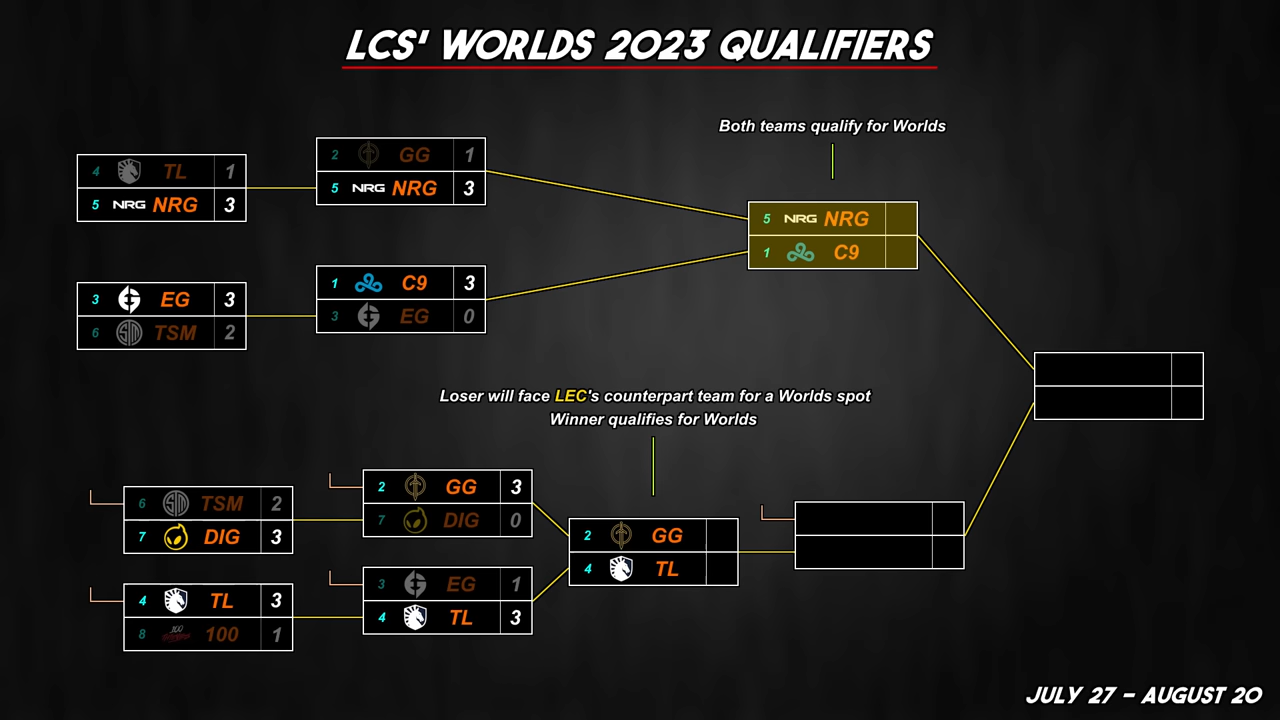 LCS' WORLDS 2023 QUALIFIERS
Both teams qualify for Worlds
4 TL 1
5 NRG NRG 3
2 GG 1
5 NRG NRG 3
5 NRG NRG
1 C9
3 EG 3
6 TSM 2
1 C9 3
3 EG 0
Loser will face LEC's counterpart team for a Worlds spot
Winner qualifies for Worlds
6 TSM 2
7 DIG 3
2 GG 3
7 DIG 0
2 GG
4 TL
4 TL 3
8 100 1
3 EG 1
4 TL 3
JULY 27 - AUGUST 20